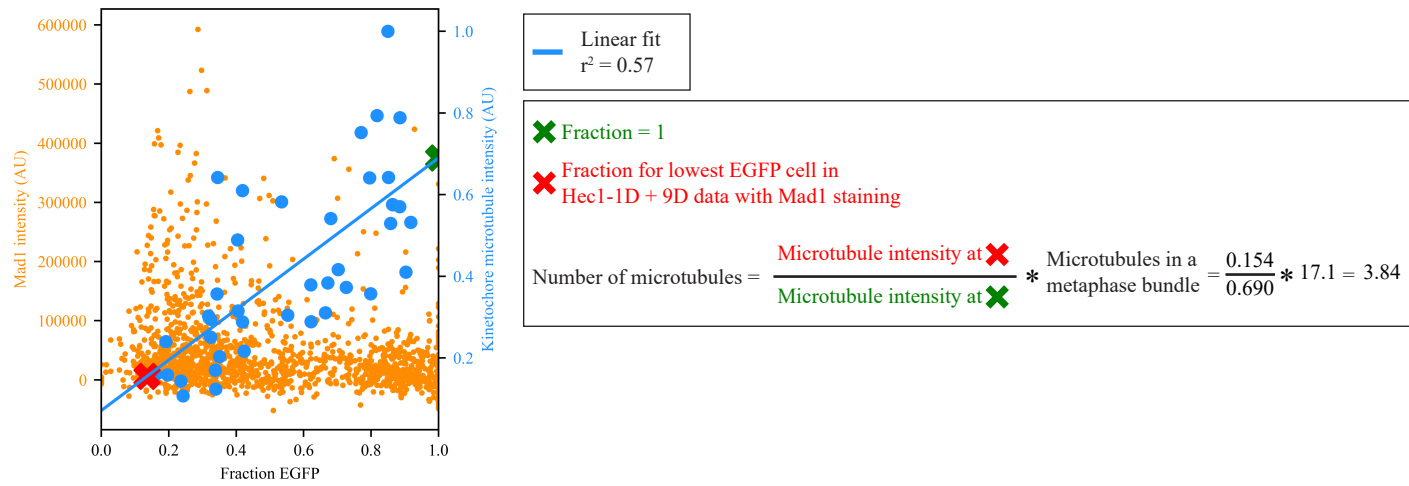 600000
500000
400000
300000
200000
100000
0
Mad1 intensity (AU)
1.0
0.8
0.6
0.4
0.2
Kinetochore microtubule intensity (AU)
0.0 0.2 0.4 0.6 0.8 1.0
Fraction EGFP
Linear fit
r² = 0.57
Fraction = 1
Fraction for lowest EGFP cell in
Hec1-1D + 9D data with Mad1 staining
Number of microtubules = Microtubule intensity at / Microtubule intensity at * Microtubules in a metaphase bundle = 0.154 / 0.690 * 17.1 = 3.84